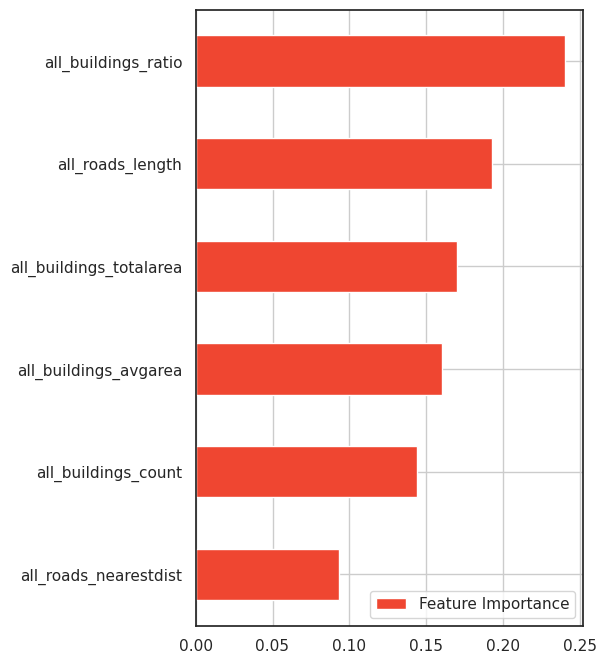 all_buildings_ratio
all_roads_length
all_buildings_totalarea
all_buildings_avgarea
all_buildings_count
all_roads_nearestdist
Feature Importance
0.00 0.05 0.10 0.15 0.20 0.25